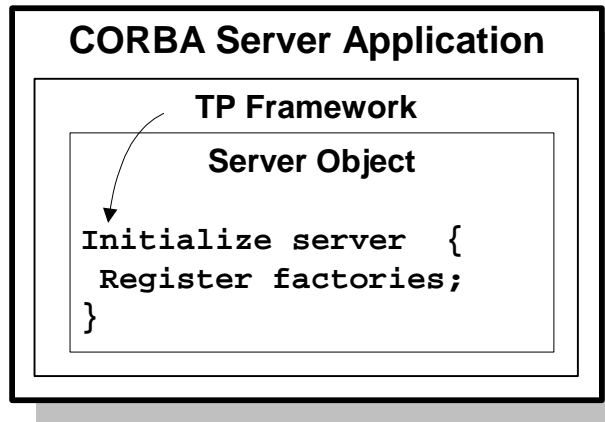 CORBA Server Application
TP Framework
Server Object
Initialize server {
Register factories;
}